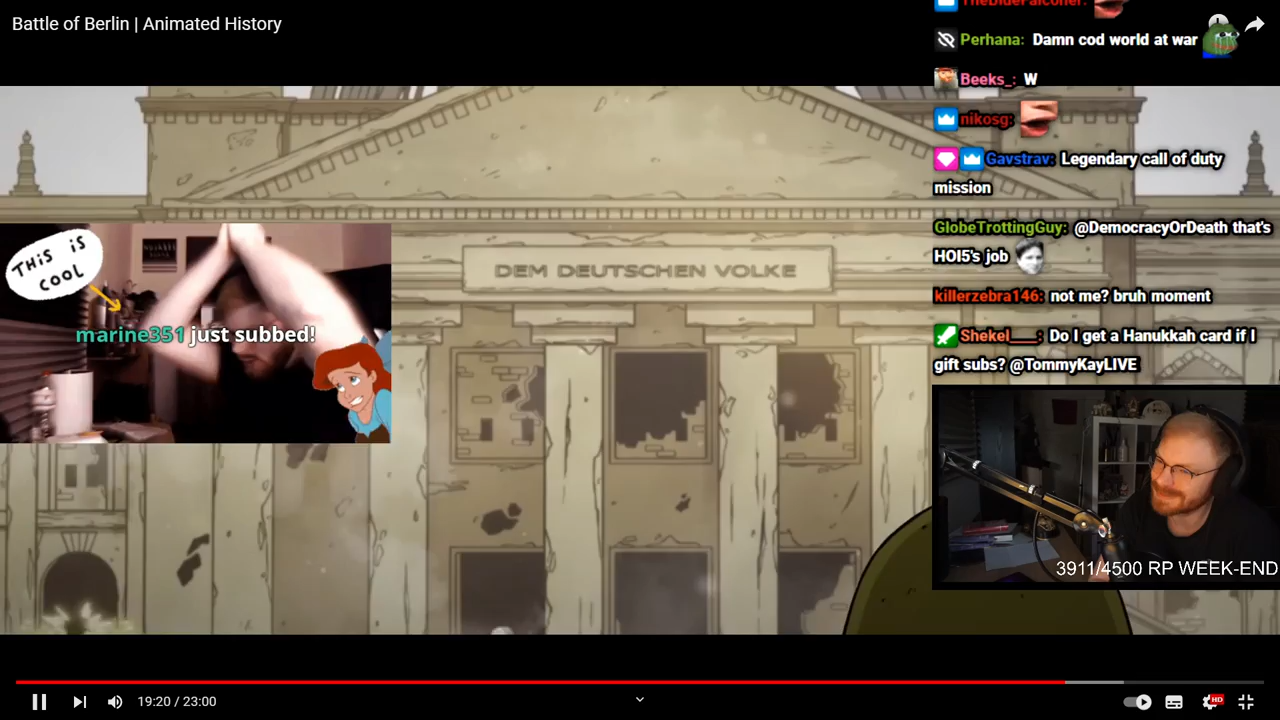 Battle of Berlin | Animated History
TheBlueFalconer:
Perhana: Damn cod world at war
Beeks_: W
nikosg:
Gavstrav: Legendary call of duty
mission
GlobeTrottingGuy: @DemocracyOrDeath that's
HOI5's job
killerzebra146: not me? bruh moment
Shekel___: Do I get a Hanukkah card if I
gift subs? @TommyKayLIVE
DEM DEUTSCHEN VOLKE
THIS IS
COOL
marine351 just subbed!
3911/4500 RP WEEK-END
19:20 / 23:00
HD